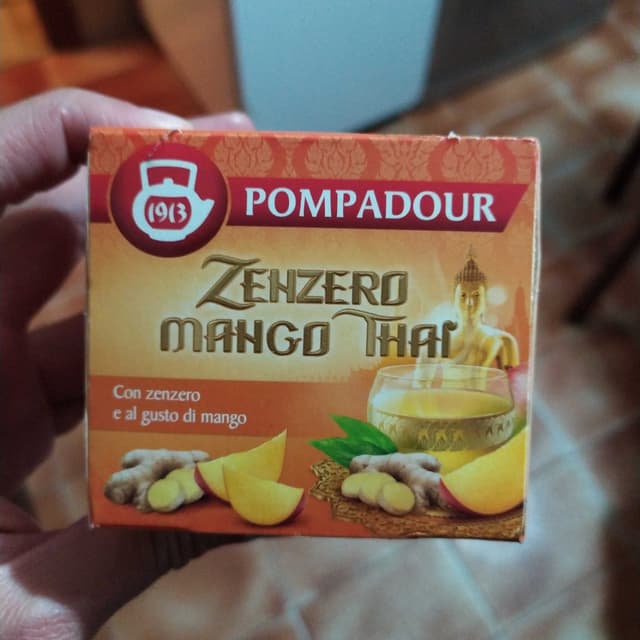 1913
POMPADOUR
ZENZERO
MANGO THAI
Con zenzero
e al gusto di mango